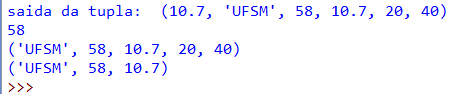 saida da tupla:  (10.7, 'UFSM', 58, 10.7, 20, 40)
58
('UFSM', 58, 10.7, 20, 40)
('UFSM', 58, 10.7)
>>>